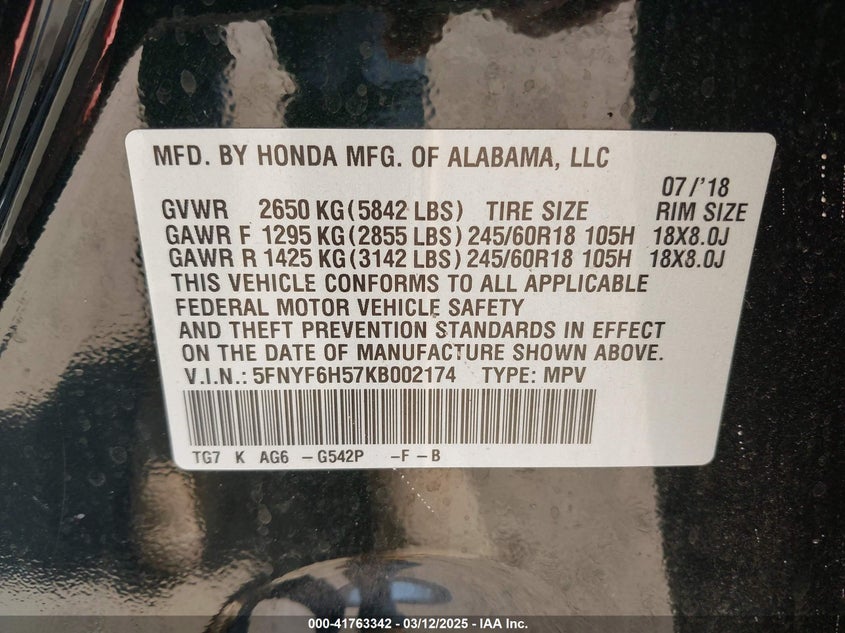 MFD. BY HONDA MFG. OF ALABAMA, LLC
07/'18
GVWR 2650 KG(5842 LBS) TIRE SIZE RIM SIZE
GAWR F 1295 KG(2855 LBS) 245/60R18 105H 18X8.0J
GAWR R 1425 KG(3142 LBS) 245/60R18 105H 18X8.0J
THIS VEHICLE CONFORMS TO ALL APPLICABLE
FEDERAL MOTOR VEHICLE SAFETY
AND THEFT PREVENTION STANDARDS IN EFFECT
ON THE DATE OF MANUFACTURE SHOWN ABOVE.
V.I.N.: 5FNYF6H57KB002174 TYPE: MPV
TG7 K AG6 -G542P -F-B
000-41763342 - 03/12/2025 - IAA Inc.